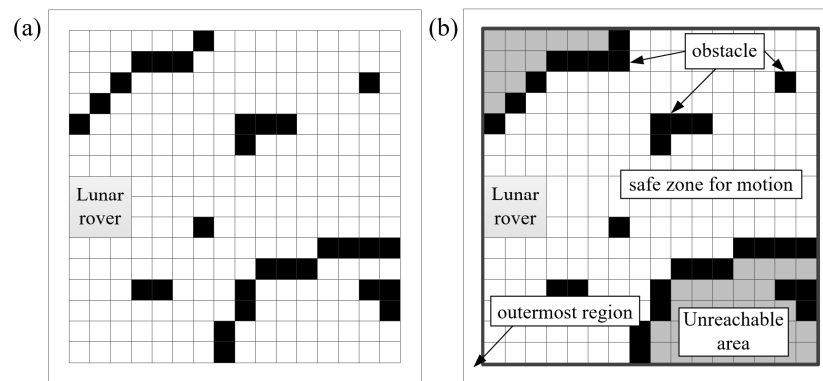 (a)
Lunar
rover
(b)
obstacle
safe zone for motion
Lunar
rover
outermost region
Unreachable
area